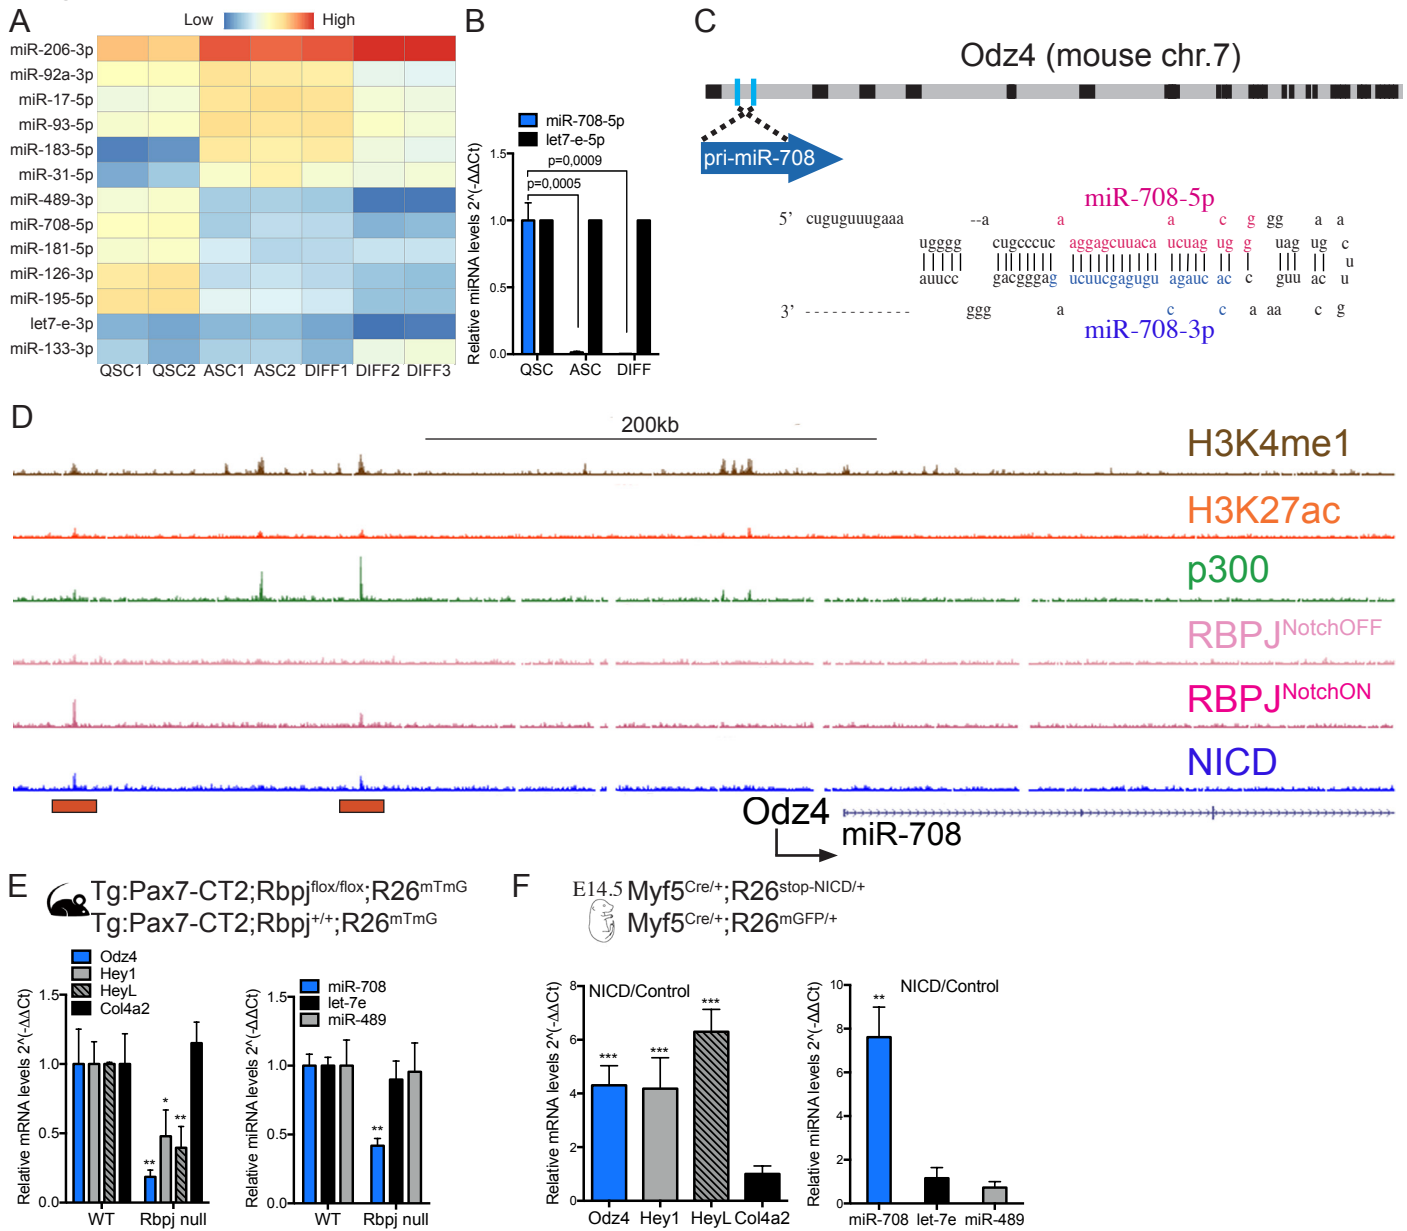 A
Low High
miR-206-3p
miR-92a-3p
miR-17-5p
miR-93-5p
miR-183-5p
miR-31-5p
miR-489-3p
miR-708-5p
miR-181-5p
miR-126-3p
miR-195-5p
let7-e-3p
miR-133-3p
QSC1 QSC2 ASC1 ASC2 DIFF1 DIFF2 DIFF3
B
miR-708-5p
let7-e-5p
Relative miRNA levels 2^(-ΔΔCt)
1.5
1.0
0.5
0.0
p=0,0009
p=0,0005
QSC ASC DIFF
C
Odz4 (mouse chr.7)
pri-miR-708
miR-708-5p
5’ cuguguuugaaa --a a a c g gg a a
ugggg cugcccuc aggagcuuaca ucuag ug g uag ug c
u
auucc gacgggag ucuucgagugu agauc ac c guu ac u
3’ - - - - - - - - - - - - ggg a c c a aa c g
miR-708-3p
D
200kb
H3K4me1
H3K27ac
p300
RBPJNotchOFF
RBPJNotchON
NICD
Odz4
miR-708
E
Tg:Pax7-CT2;Rbpjflox/flox;R26mTmG
Tg:Pax7-CT2;Rbpj+/+;R26mTmG
Odz4
Hey1
HeyL
Col4a2
Relative mRNA levels 2^(-ΔΔCt)
1.5
1.0
0.5
0.0
** * **
WT Rbpj null
miR-708
let-7e
miR-489
Relative miRNA levels 2^(-ΔΔCt)
1.5
1.0
0.5
0.0
**
WT Rbpj null
F
E14.5 Myf5Cre/+;R26stop-NICD/+
Myf5Cre/+;R26mGFP/+
Relative mRNA levels 2^(-ΔΔCt)
8
6
4
2
0
NICD/Control
*** *** ***
Odz4 Hey1 HeyL Col4a2
Relative miRNA levels 2^(-ΔΔCt)
10
8
6
4
2
0
NICD/Control
**
miR-708 let-7e miR-489